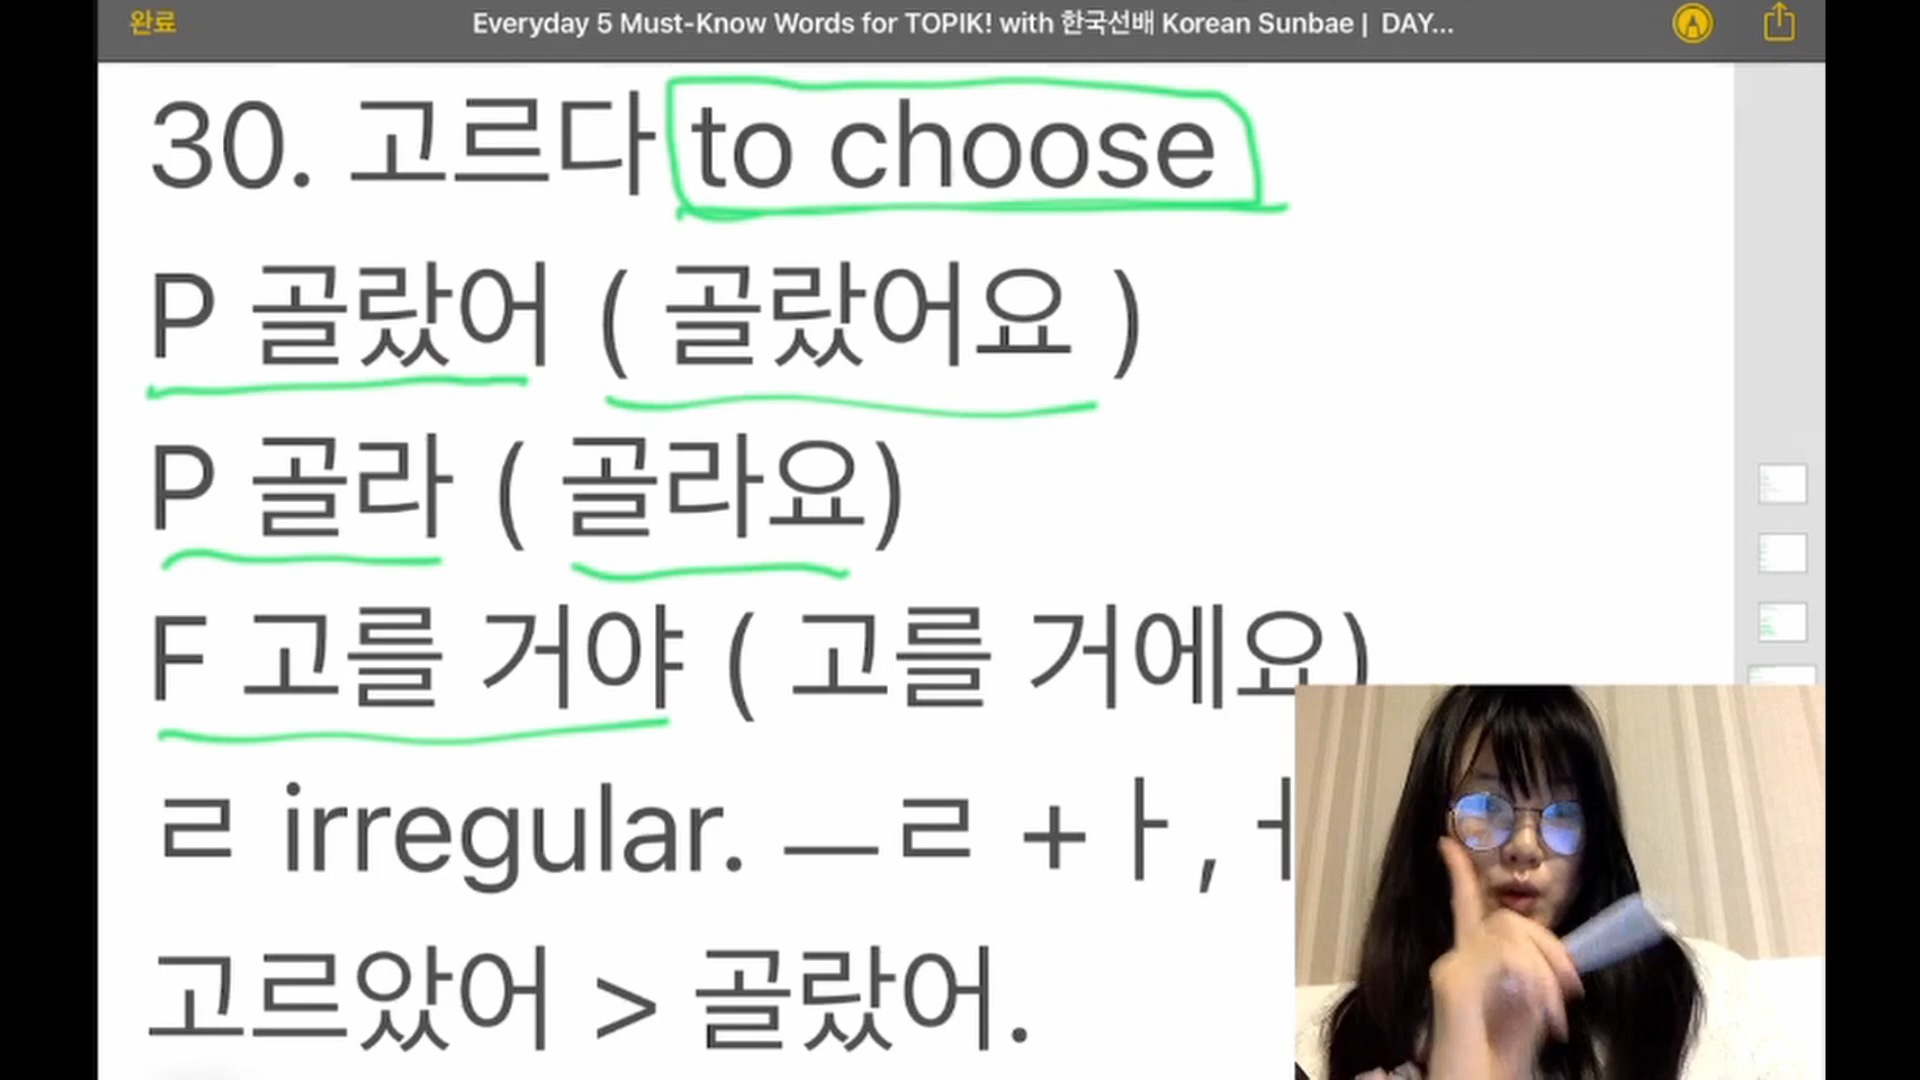 완료
Everyday 5 Must-Know Words for TOPIK! with 한국선배 Korean Sunbae | DAY...
30. 고르다 to choose
P 골랐어 ( 골랐어요 )
P 골라 ( 골라요)
F 고를 거야 ( 고를 거에요)
ㄹ irregular. ㅡㄹ + ㅏ, ㅓ
고르았어 > 골랐어.